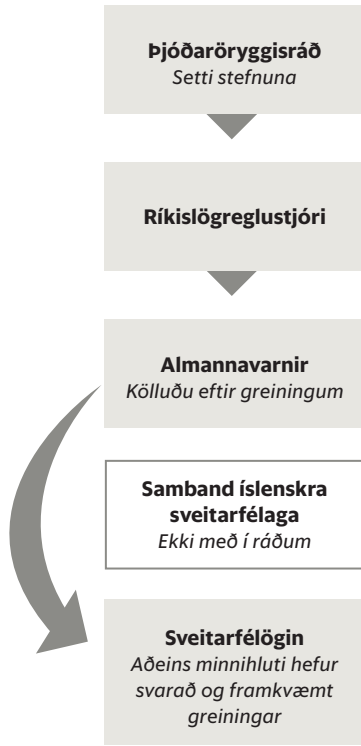 Þjóðaröryggisráð
Setti stefnuna
Ríkislögreglustjóri
Almannavarnir
Kölluðu eftir greiningum
Samband íslenskra
sveitarfélaga
Ekki með í ráðum
Sveitarfélögin
Aðeins minnihluti hefur
svarað og framkvæmt
greiningar